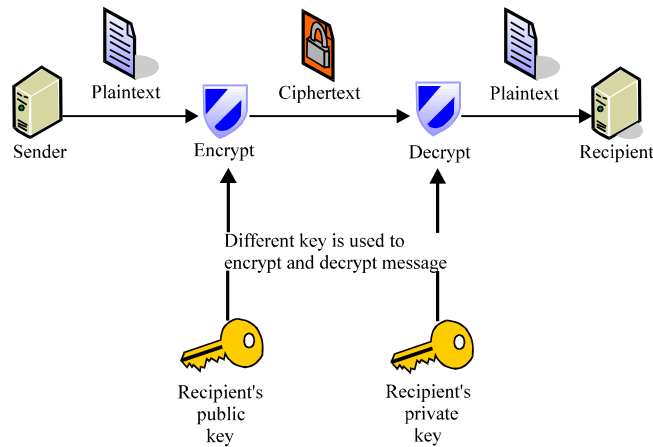 Plaintext
Ciphertext
Plaintext
Sender
Encrypt
Decrypt
Recipient
Different key is used to
encrypt and decrypt message
Recipient's
public
key
Recipient's
private
key